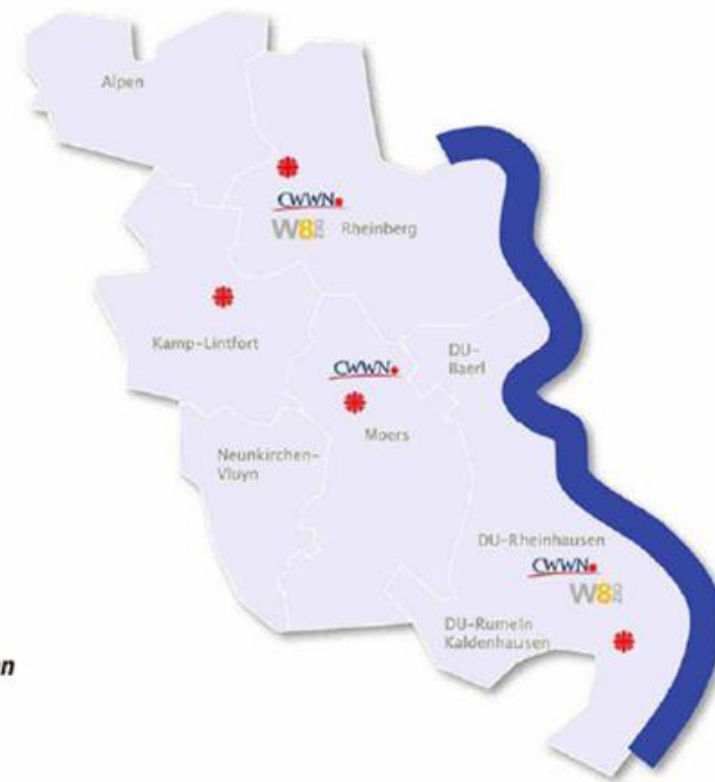 Alpen
CWWN
W8
Rheinberg
Kamp-Lintfort
CWWN
DU-
Baerl
Moers
Neunkirchen-
Vluyn
DU-Rheinhausen
CWWN
W8
DU-Rumeln
Kaldenhausen